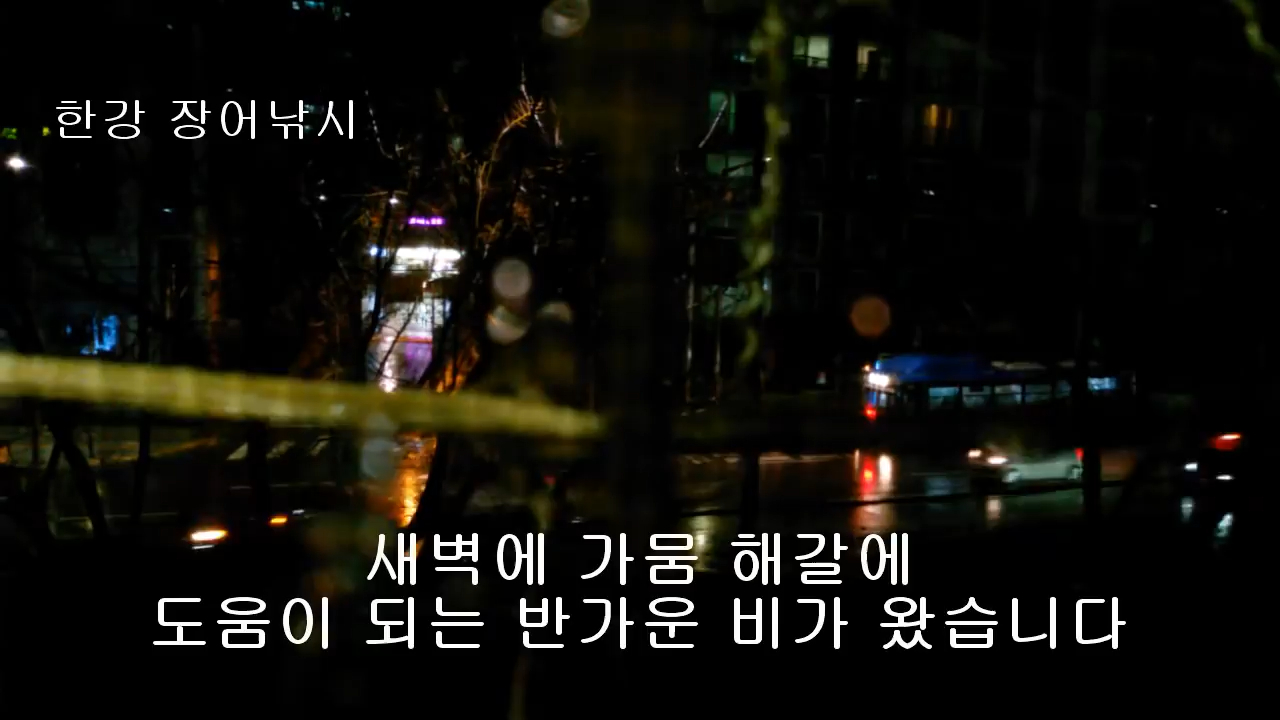 한강 장어낚시
새벽에 가뭄 해갈에
도움이 되는 반가운 비가 왔습니다